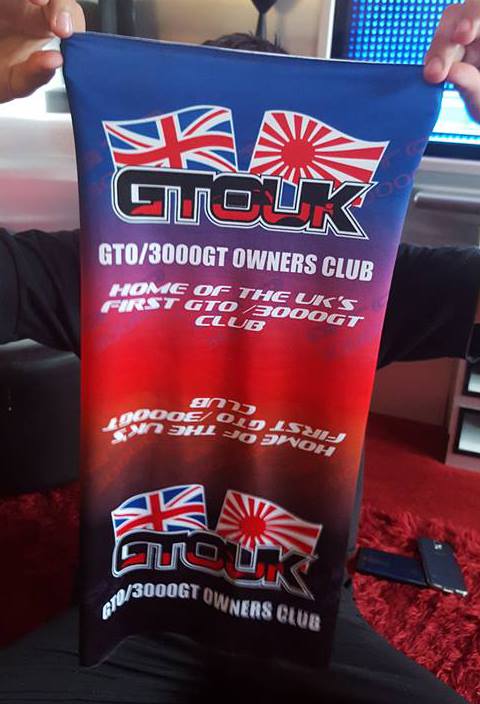 GTOUK
GTO/3000GT OWNERS CLUB
HOME OF THE UK'S
FIRST GTO /3000GT
CLUB
HOME OF THE UK'S
FIRST GTO /3000GT
CLUB
GTOUK
GTO/3000GT OWNERS CLUB